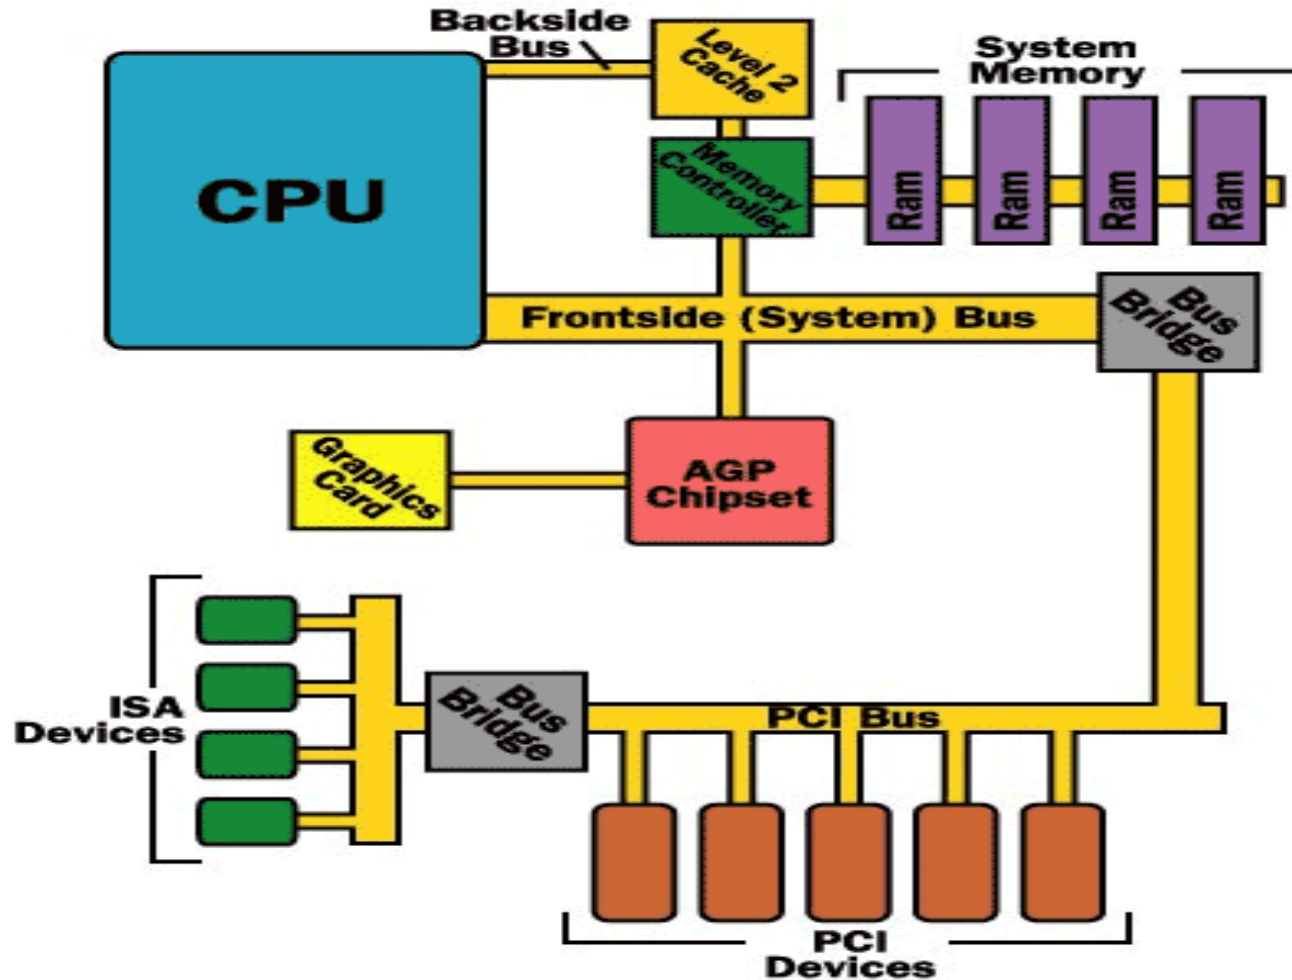 Backside
Bus
Level 2
Cache
System
Memory
CPU
Memory
Controller
Ram
Ram
Ram
Ram
Frontside (System) Bus
Bus
Bridge
Graphics
Card
AGP
Chipset
ISA
Devices
Bus
Bridge
PCI Bus
PCI
Devices